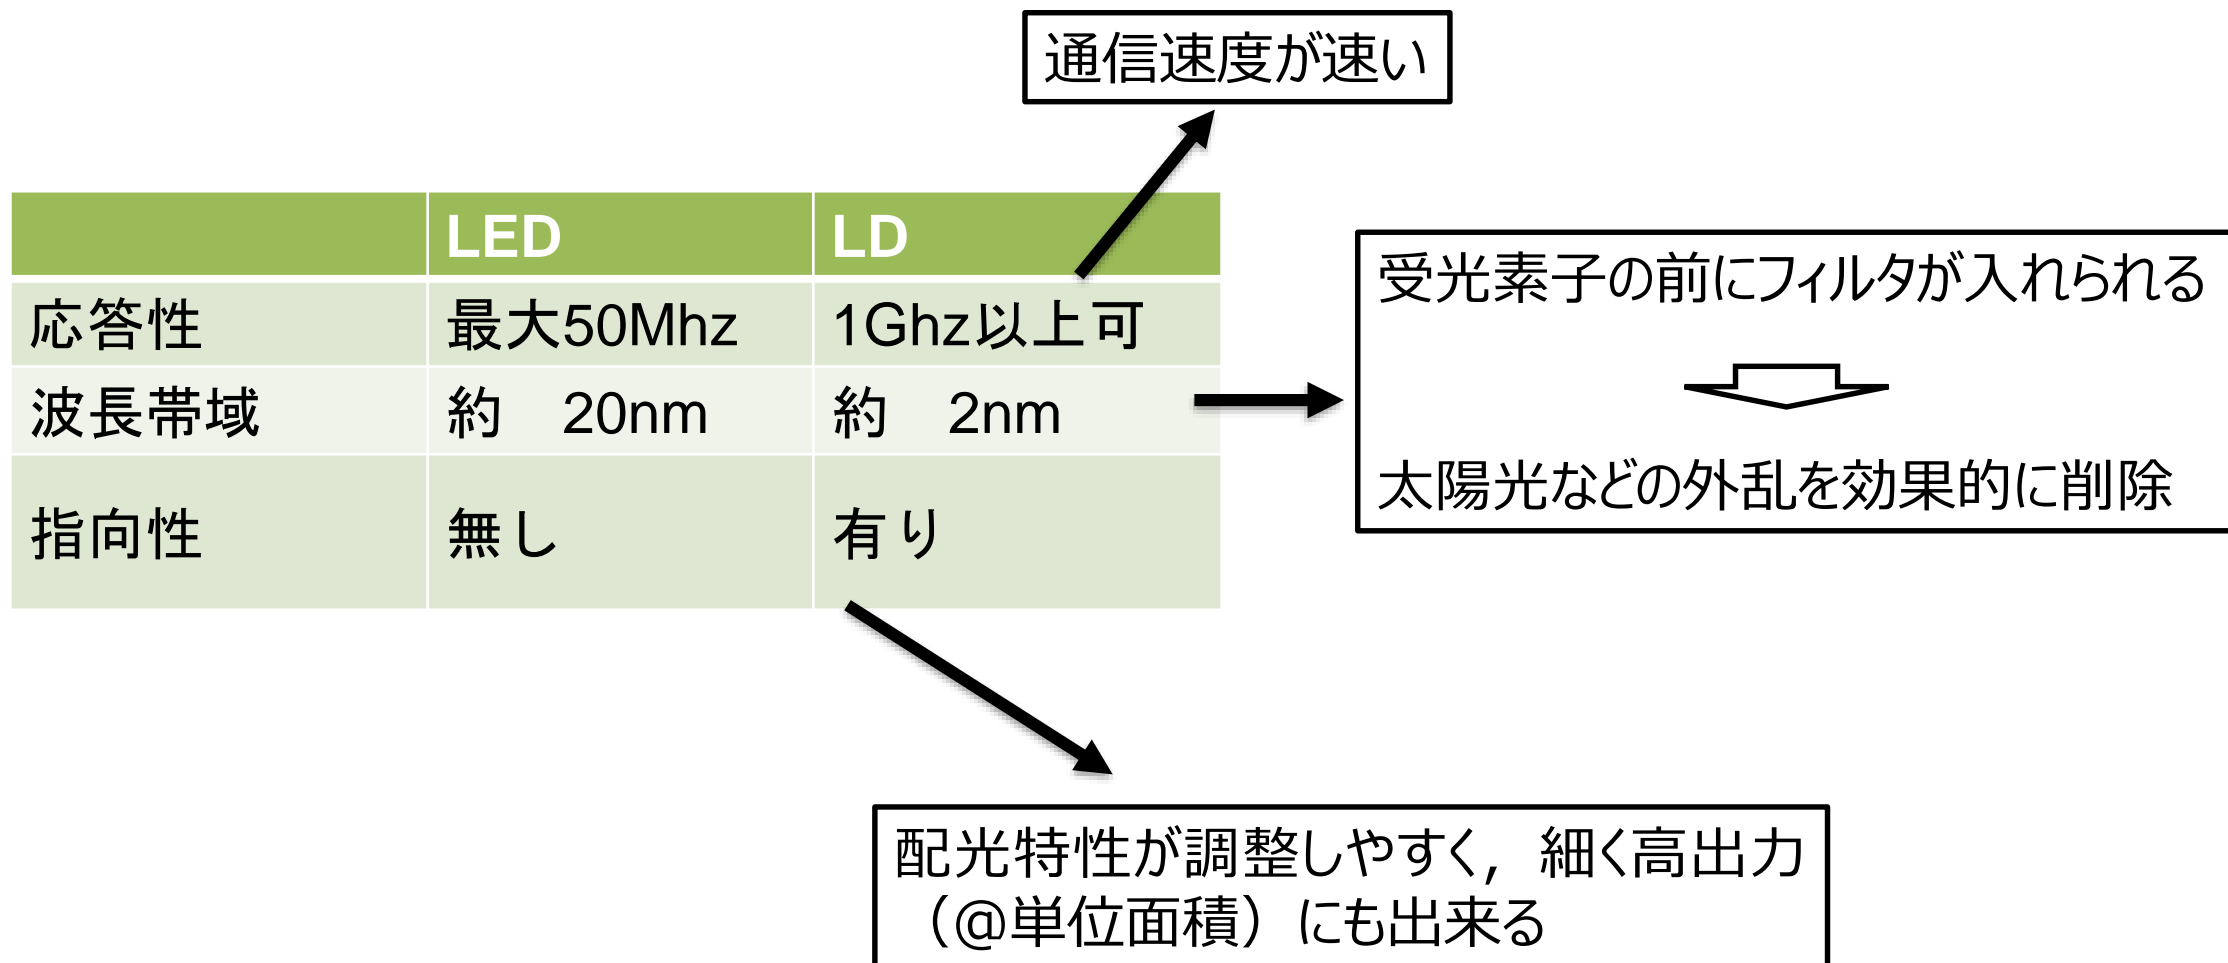 通信速度が速い
LED LD
応答性 最大50Mhz 1Ghz以上可
波長帯域 約　20nm 約　2nm
指向性 無し 有り
受光素子の前にフィルタが入れられる
太陽光などの外乱を効果的に削除
配光特性が調整しやすく，細く高出力
（@単位面積）にも出来る